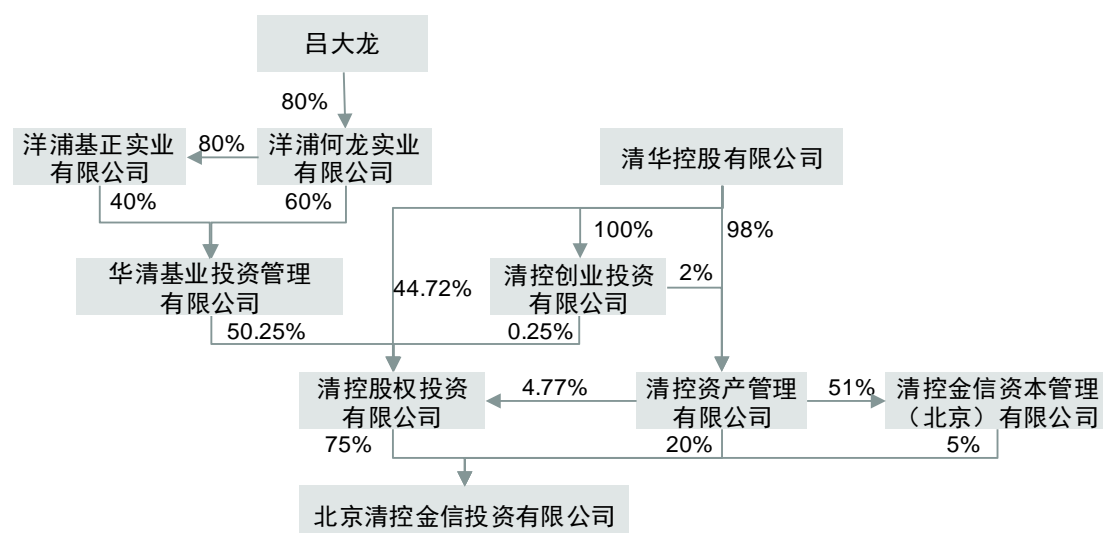 吕大龙
80%
洋浦基正实业
有限公司
80%
洋浦何龙实业
有限公司
清华控股有限公司
40%
60%
100%
98%
华清基业投资管理
有限公司
44.72%
清控创业投资
有限公司
2%
50.25%
0.25%
清控股权投资
有限公司
4.77%
清控资产管理
有限公司
51%
清控金信资本管理
（北京）有限公司
75%
20%
5%
北京清控金信投资有限公司